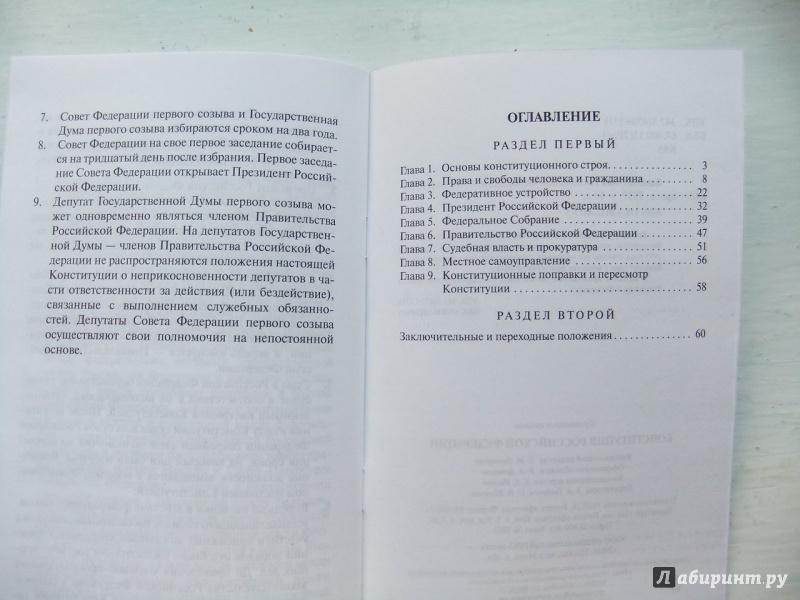 7. Совет Федерации первого созыва и Государственная
Дума первого созыва избираются сроком на два года.
8. Совет Федерации на свое первое заседание собирает-
ся на тридцатый день после избрания. Первое заседа-
ние Совета Федерации открывает Президент Россий-
ской Федерации.
9. Депутат Государственной Думы первого созыва мо-
жет одновременно являться членом Правительства
Российской Федерации. На депутатов Государствен-
ной Думы — членов Правительства Российской Фе-
дерации не распространяются положения настоящей
Конституции о неприкосновенности депутатов в ча-
сти ответственности за действия (или бездействие),
связанные с выполнением служебных обязанно-
стей. Депутаты Совета Федерации первого созыва
осуществляют свои полномочия на непостоянной
основе.
ОГЛАВЛЕНИЕ
РАЗДЕЛ ПЕРВЫЙ
Глава 1. Основы конституционного строя. 3
Глава 2. Права и свободы человека и гражданина 8
Глава 3. Федеративное устройство 22
Глава 4. Президент Российской Федерации 32
Глава 5. Федеральное Собрание 39
Глава 6. Правительство Российской Федерации 47
Глава 7. Судебная власть и прокуратура 51
Глава 8. Местное самоуправление 56
Глава 9. Конституционные поправки и пересмотр
Конституции 58
РАЗДЕЛ ВТОРОЙ
Заключительные и переходные положения 60
Лабиринт.ру